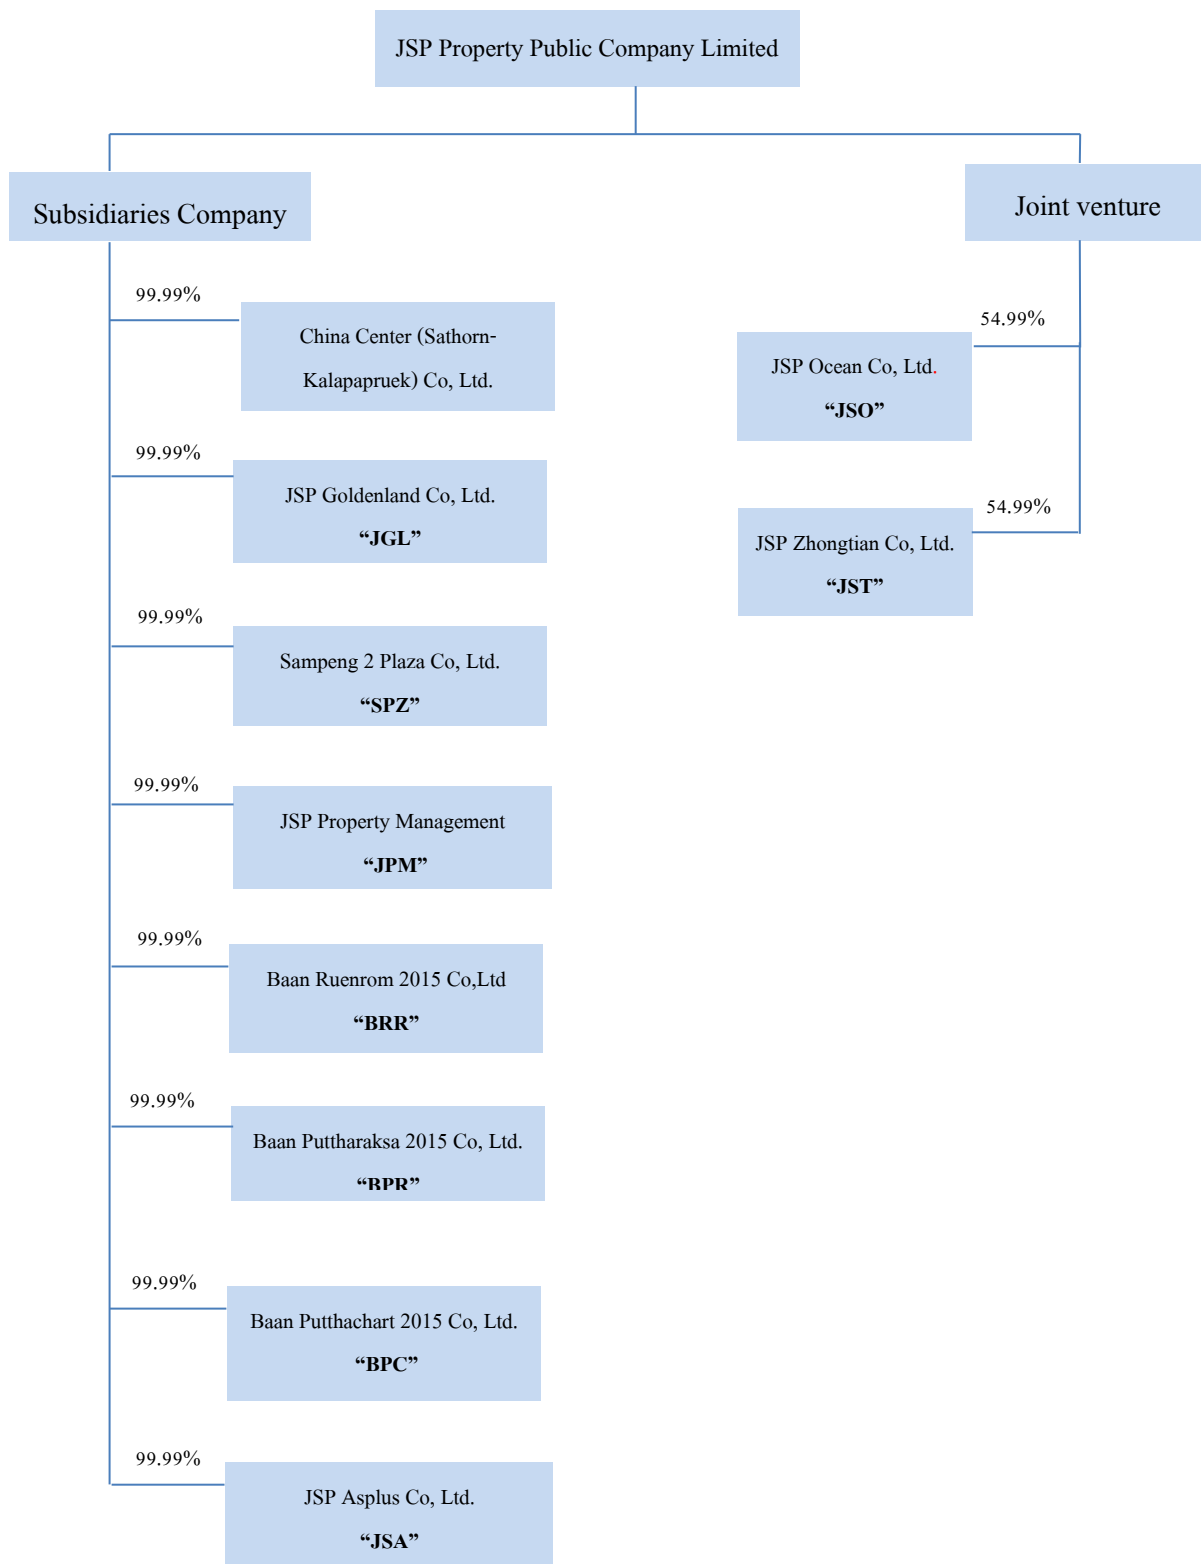 JSP Property Public Company Limited
Subsidiaries Company
99.99%
China Center (Sathorn-
Kalapapruek) Co, Ltd.
99.99%
JSP Goldenland Co, Ltd.
“JGL”
99.99%
Sampeng 2 Plaza Co, Ltd.
“SPZ”
99.99%
JSP Property Management
“JPM”
99.99%
Baan Ruenrom 2015 Co,Ltd
“BRR”
99.99%
Baan Puttharaksa 2015 Co, Ltd.
“BPR”
99.99%
Baan Putthachart 2015 Co, Ltd.
“BPC”
99.99%
JSP Asplus Co, Ltd.
“JSA”
Joint venture
54.99%
JSP Ocean Co, Ltd.
“JSO”
54.99%
JSP Zhongtian Co, Ltd.
“JST”